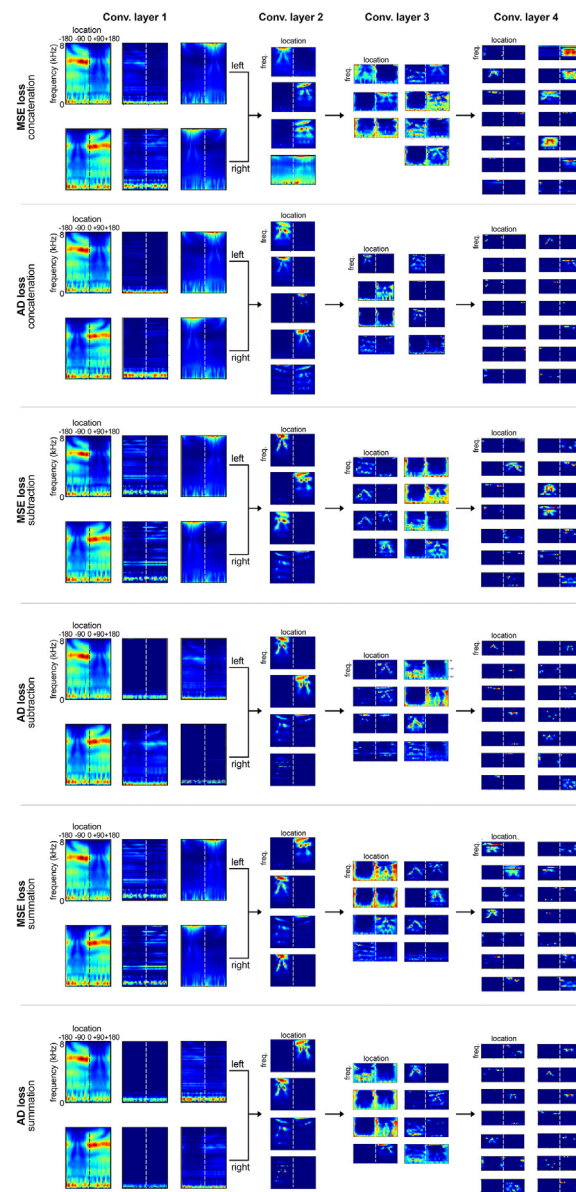 Conv. layer 1 Conv. layer 2 Conv. layer 3 Conv. layer 4
MSE loss
concatenation
location
-180 -90 0 +90 +180
frequency (kHz)
8
0
left
right
freq.
location
freq.
location
AD loss
concatenation
location
-180 -90 0 +90+180
frequency (kHz)
8
0
left
right
location
freq.
location
freq.
location
freq.
MSE loss
subtraction
location
-180 -90 0 +90+180
frequency (kHz)
8
0
left
right
location
freq.
location
freq.
location
freq.
AD loss
subtraction
location
-180 -90 0 +90+180
frequency (kHz)
8
0
left
right
location
freq.
location
freq.
location
freq.
MSE loss
summation
location
-180 -90 0 +90+180
frequency (kHz)
8
0
left
right
location
freq.
location
freq.
location
freq.
AD loss
summation
location
-180 -90 0 +90+180
frequency (kHz)
8
0
left
right
location
freq.
location
freq.
location
freq.